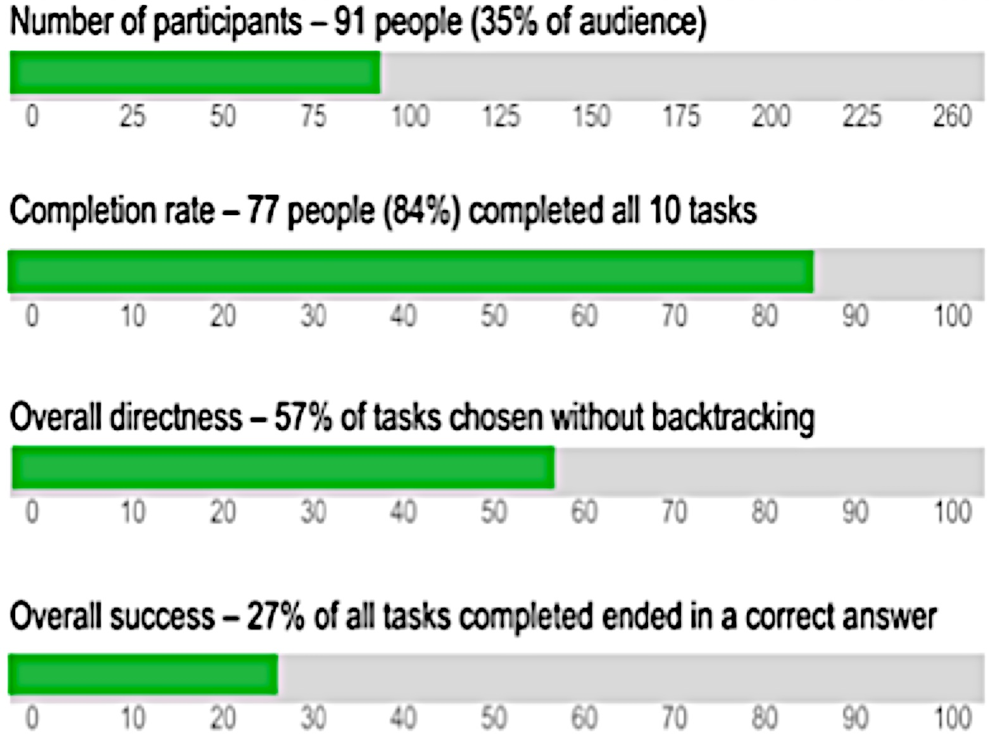 Number of participants – 91 people (35% of audience)
0 25 50 75 100 125 150 175 200 225 260
Completion rate – 77 people (84%) completed all 10 tasks
0 10 20 30 40 50 60 70 80 90 100
Overall directness – 57% of tasks chosen without backtracking
0 10 20 30 40 50 60 70 80 90 100
Overall success – 27% of all tasks completed ended in a correct answer
0 10 20 30 40 50 60 70 80 90 100